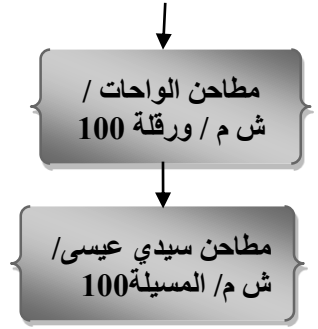 مطاحن الواحات /
ش م / ورقلة 100
مطاحن سيدي عيسى/
ش م/ المسيلة100